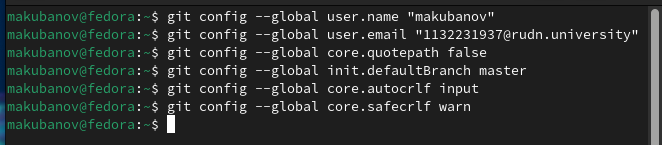 makubanov@fedora:~$ git config --global user.name "makubanov"
makubanov@fedora:~$ git config --global user.email "1132231937@rudn.university"
makubanov@fedora:~$ git config --global core.quotepath false
makubanov@fedora:~$ git config --global init.defaultBranch master
makubanov@fedora:~$ git config --global core.autocrlf input
makubanov@fedora:~$ git config --global core.safecrlf warn
makubanov@fedora:~$